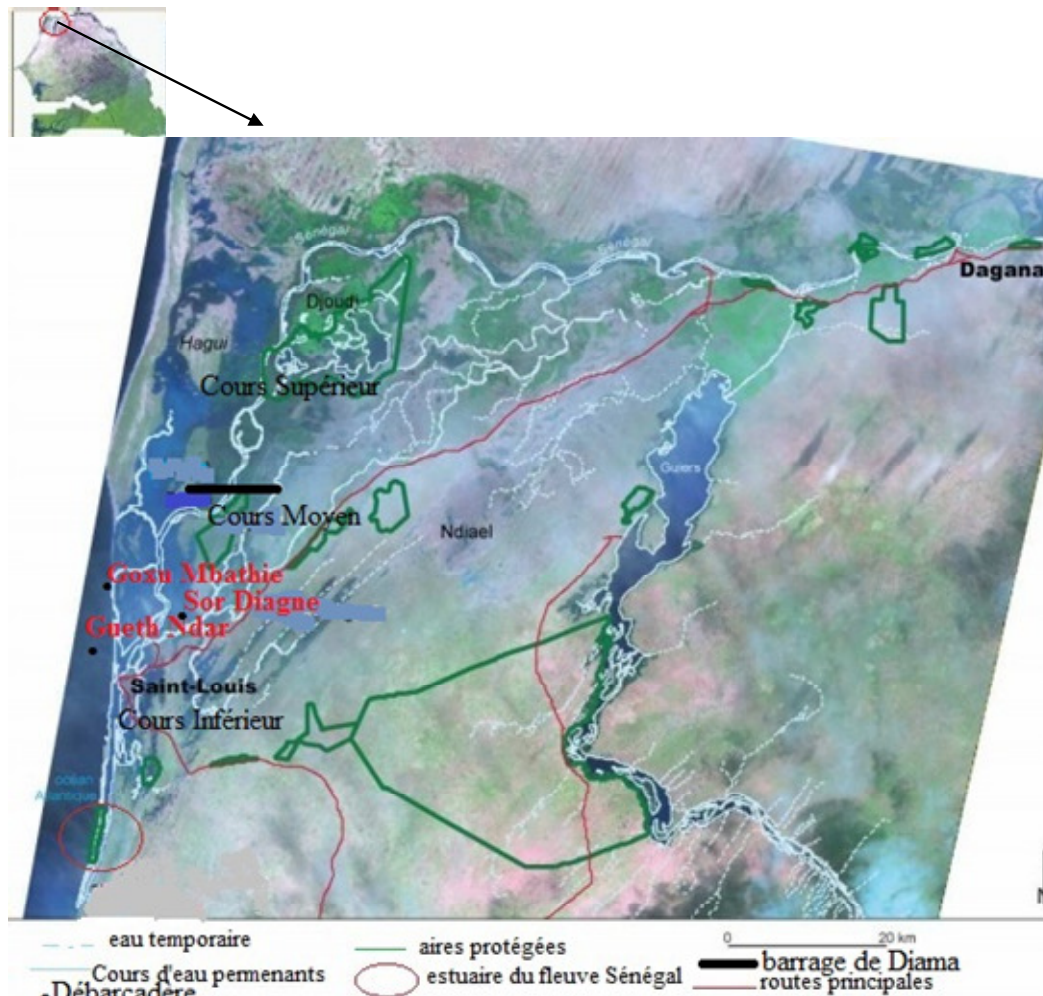 Sénégal
Sénégal
Dagana
Djoudj
Hagui
Cours Supérieur
Guiers
Cours Moyen
Ndiael
Goxu Mbathie
Sor Diagne
Gueth Ndar
Saint-Louis
Cours Inférieur
océan
Atlantique
N
eau temporaire
aires protégées
0 20 km
Cours d'eau permenants
estuaire du fleuve Sénégal
barrage de Diama
-Débarcadère
routes principales